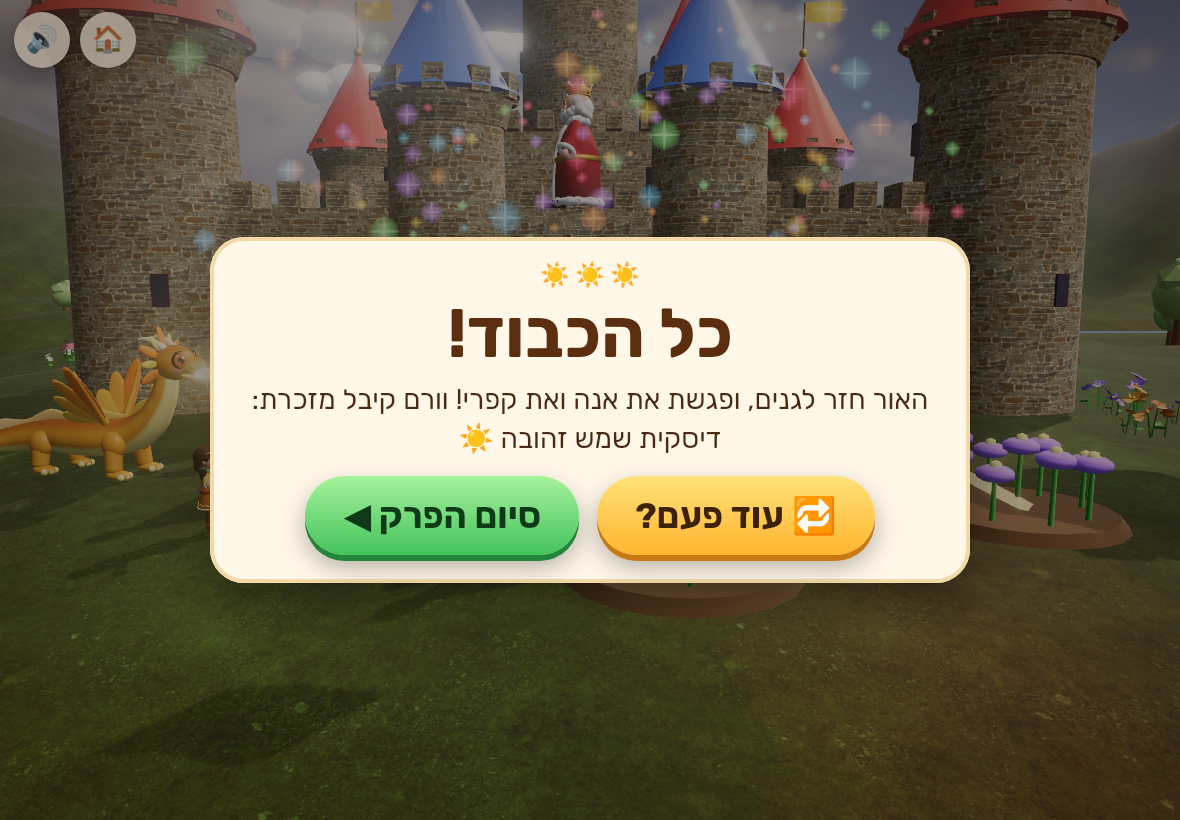 כל הכבוד!
האור חזר לגנים, ופגשת את אנה ואת קפרי! וורם קיבל מזכרת:
דיסקית שמש זהובה ☀️
🔁 עוד פעם?
סיום הפרק ◀